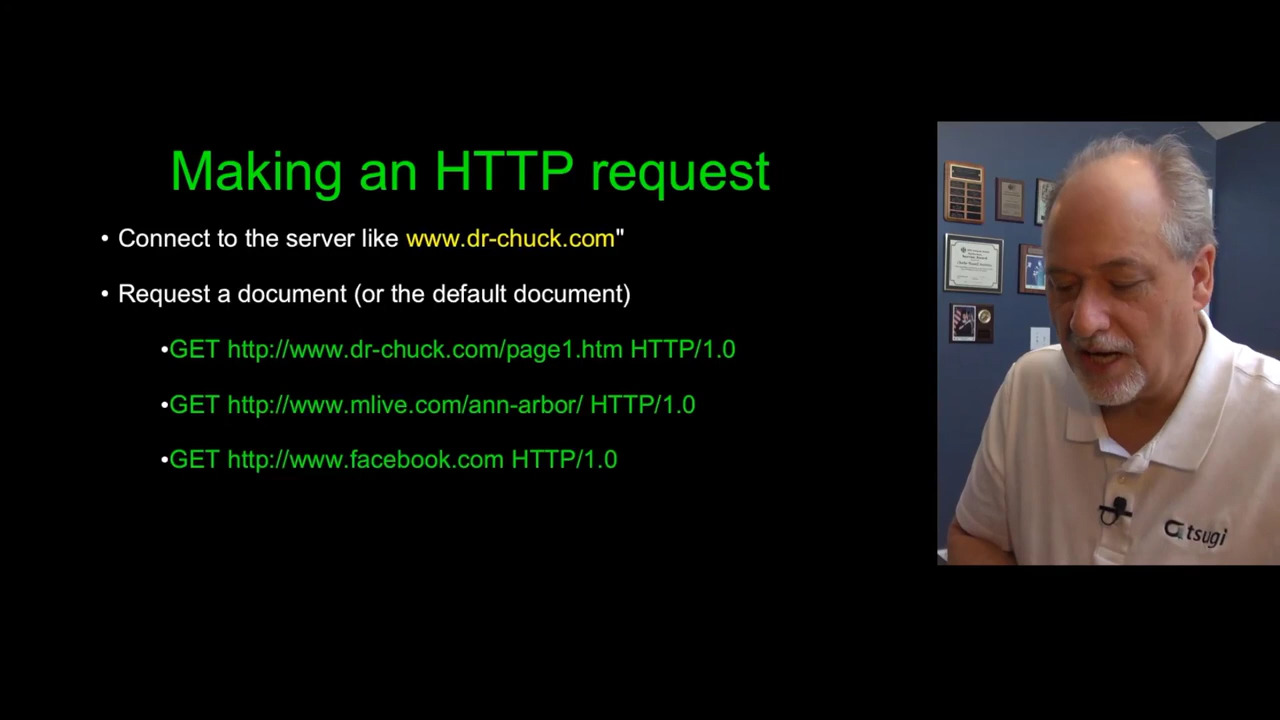 Making an HTTP request
• Connect to the server like www.dr-chuck.com"
• Request a document (or the default document)
•GET http://www.dr-chuck.com/page1.htm HTTP/1.0
•GET http://www.mlive.com/ann-arbor/ HTTP/1.0
•GET http://www.facebook.com HTTP/1.0
tsugi